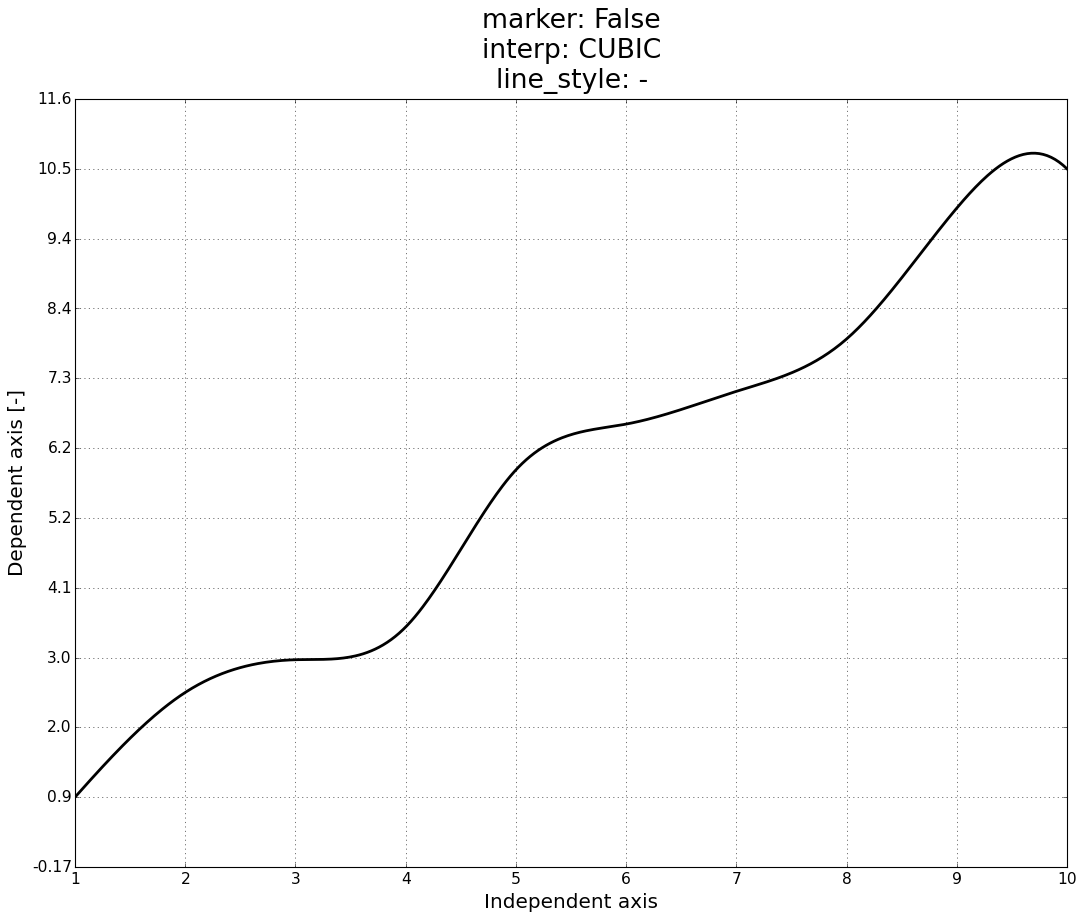 marker: False
interp: CUBIC
line_style: -
11.6
10.5
9.4
8.4
7.3
6.2
5.2
4.1
3.0
2.0
0.9
-0.17
Dependent axis [-]
1 2 3 4 5 6 7 8 9 10
Independent axis